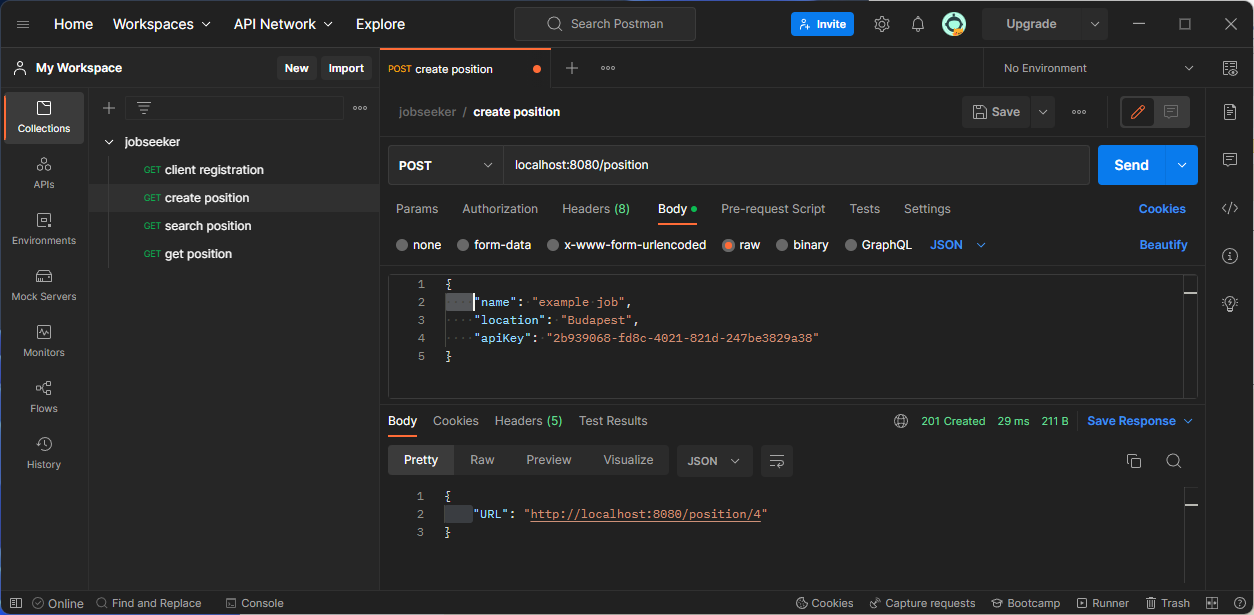 Home Workspaces API Network Explore Search Postman Invite Upgrade
My Workspace New Import POST create position No Environment
Collections
APIs
Environments
Mock Servers
Monitors
Flows
History
jobseeker
GET client registration
GET create position
GET search position
GET get position
jobseeker / create position Save
POST localhost:8080/position Send
Params Authorization Headers (8) Body Pre-request Script Tests Settings Cookies
none form-data x-www-form-urlencoded raw binary GraphQL JSON Beautify
1 {
2 "name": "example job",
3 "location": "Budapest",
4 "apiKey": "2b939068-fd8c-4021-821d-247be3829a38"
5 }
Body Cookies Headers (5) Test Results 201 Created 29 ms 211 B Save Response
Pretty Raw Preview Visualize JSON
1 {
2 "URL": "http://localhost:8080/position/4"
3 }
Online Find and Replace Console Cookies Capture requests Bootcamp Runner Trash